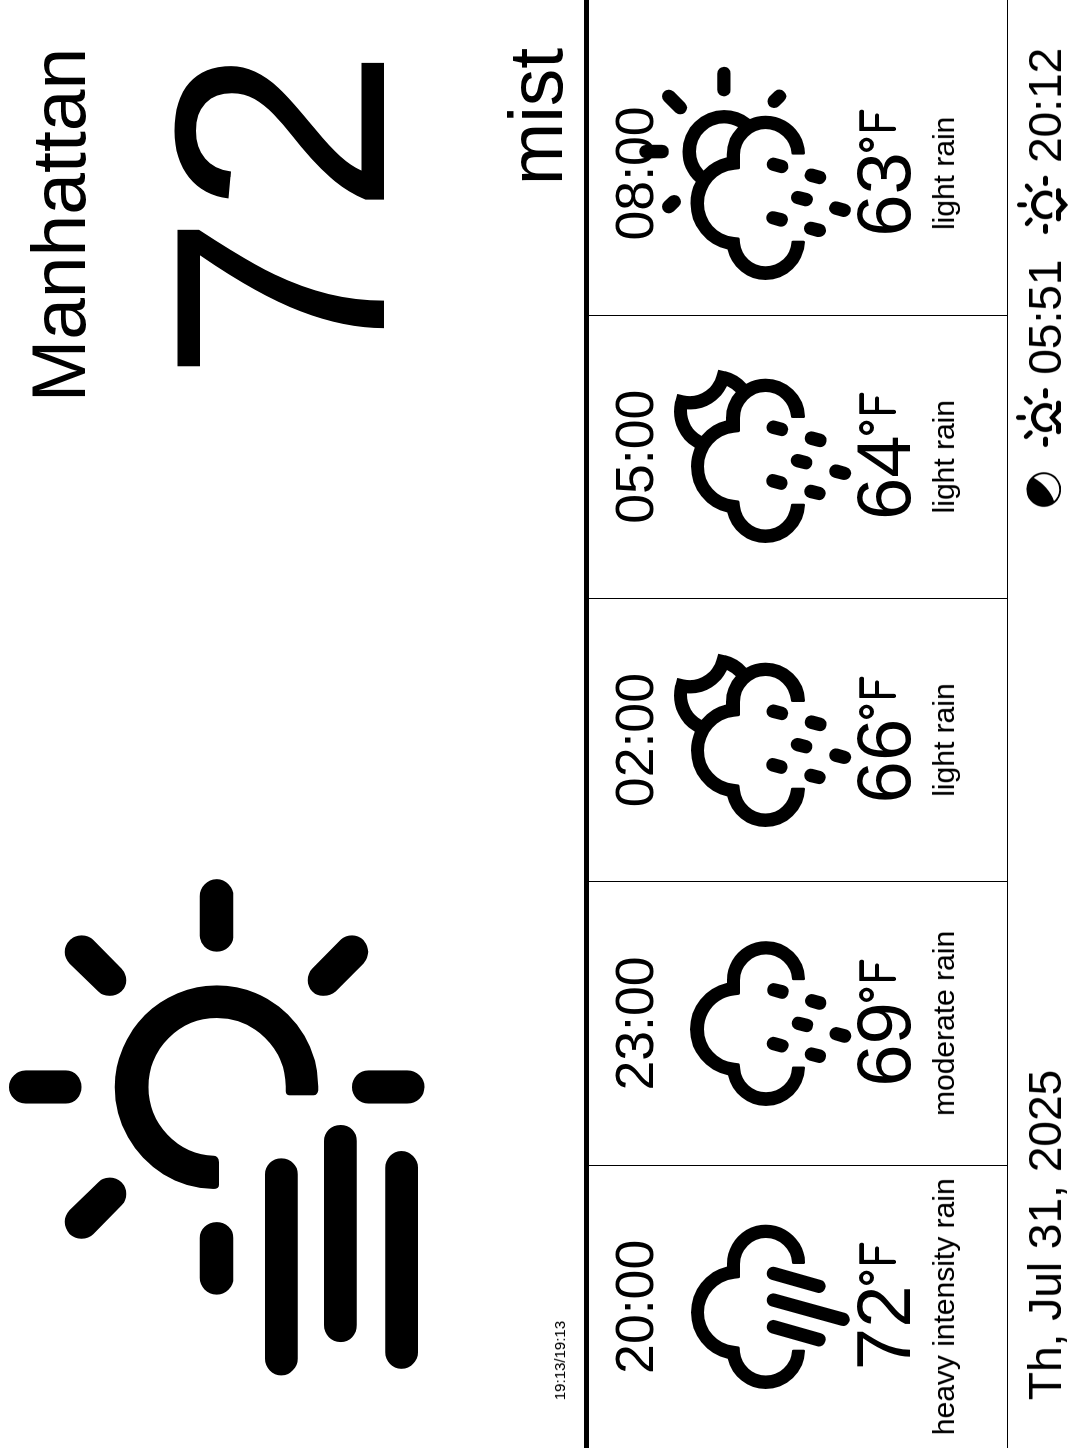 Manhattan
72
mist
19:13/19:13
20:00
72°F
heavy intensity rain
23:00
69°F
moderate rain
02:00
66°F
light rain
05:00
64°F
light rain
08:00
63°F
light rain
Th, Jul 31, 2025
05:51
20:12